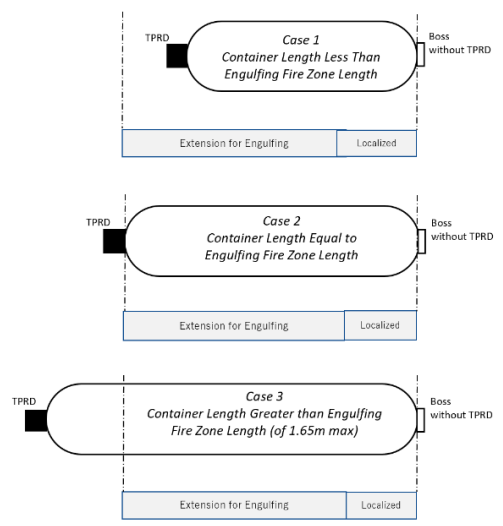 TPRD
Case 1
Container Length Less Than
Engulfing Fire Zone Length
Boss
without TPRD
Extension for Engulfing
Localized
TPRD
Case 2
Container Length Equal to
Engulfing Fire Zone Length
Boss
without TPRD
Extension for Engulfing
Localized
TPRD
Case 3
Container Length Greater than Engulfing
Fire Zone Length (of 1.65m max)
Boss
without TPRD
Extension for Engulfing
Localized